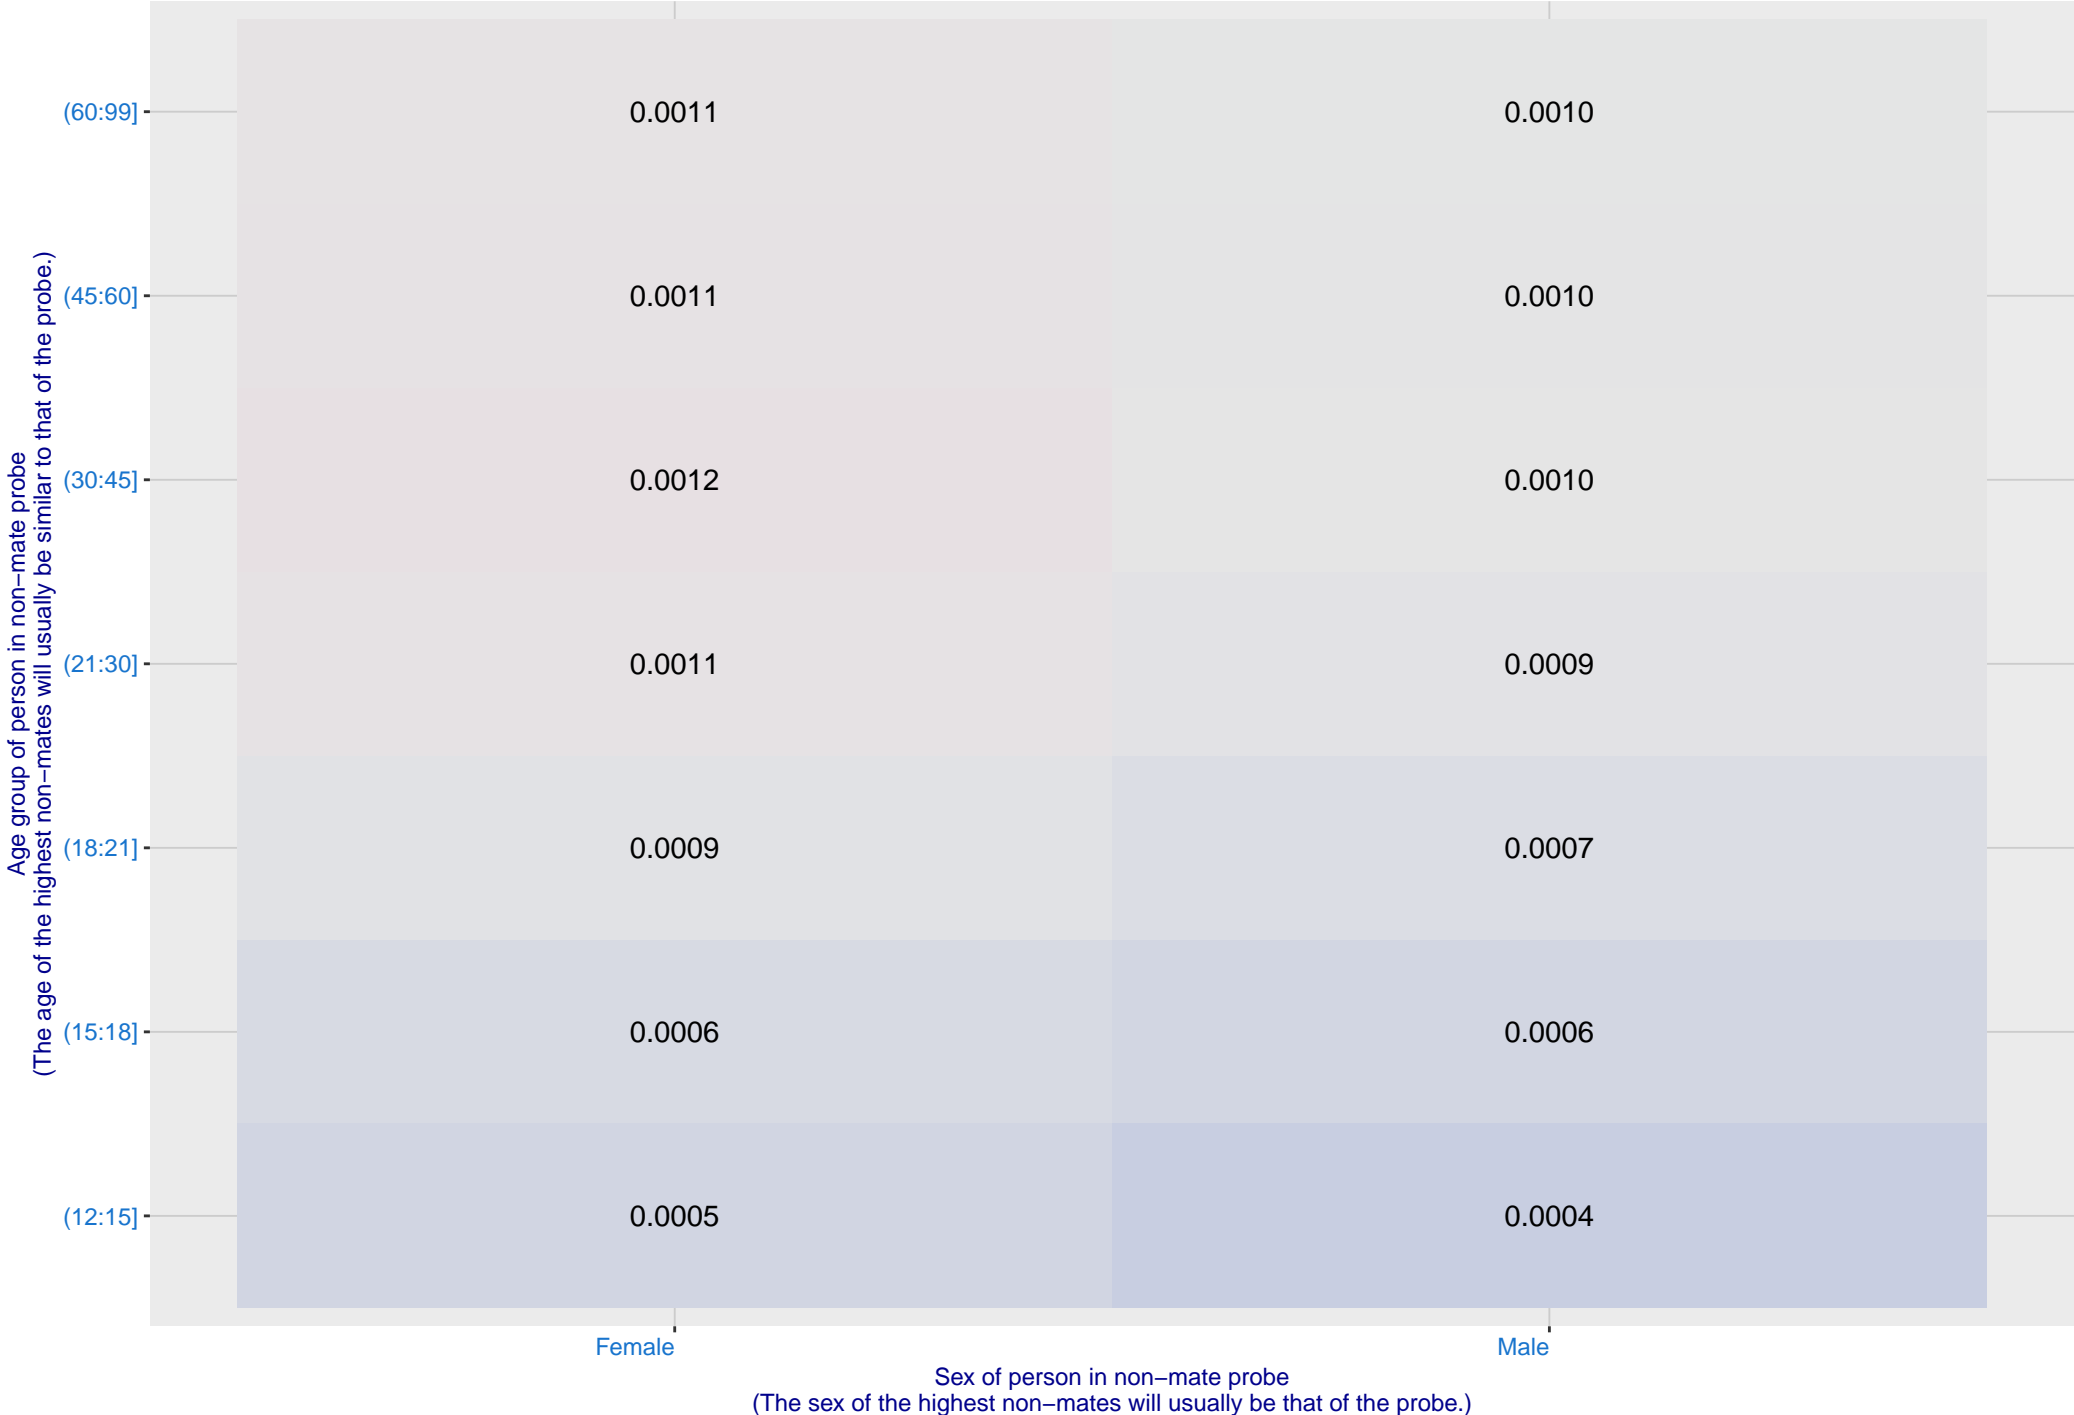 Age group of person in non−mate probe
(The age of the highest non−mates will usually be similar to that of the probe.)
(60:99] 0.0011 0.0010
(45:60] 0.0011 0.0010
(30:45] 0.0012 0.0010
(21:30] 0.0011 0.0009
(18:21] 0.0009 0.0007
(15:18] 0.0006 0.0006
(12:15] 0.0005 0.0004
Female Male
Sex of person in non−mate probe
(The sex of the highest non−mates will usually be that of the probe.)